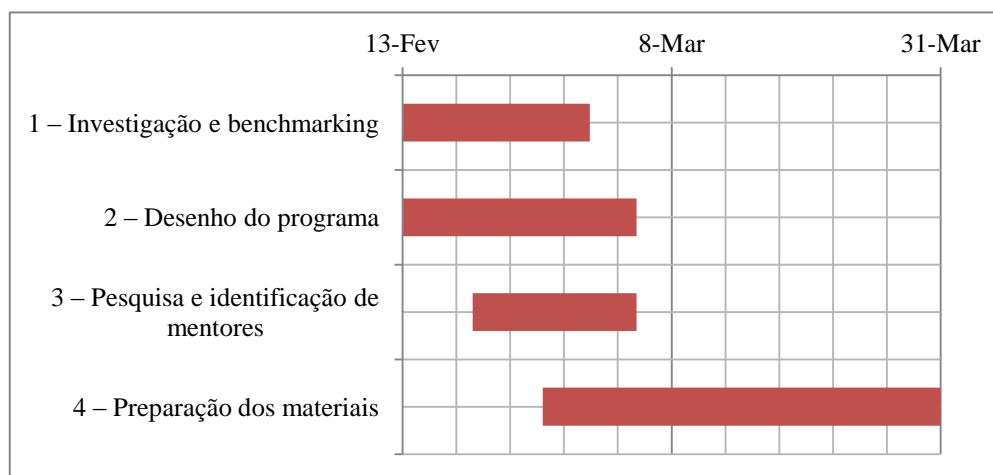 13-Fev 8-Mar 31-Mar
1 – Investigação e benchmarking
2 – Desenho do programa
3 – Pesquisa e identificação de
mentores
4 – Preparação dos materiais